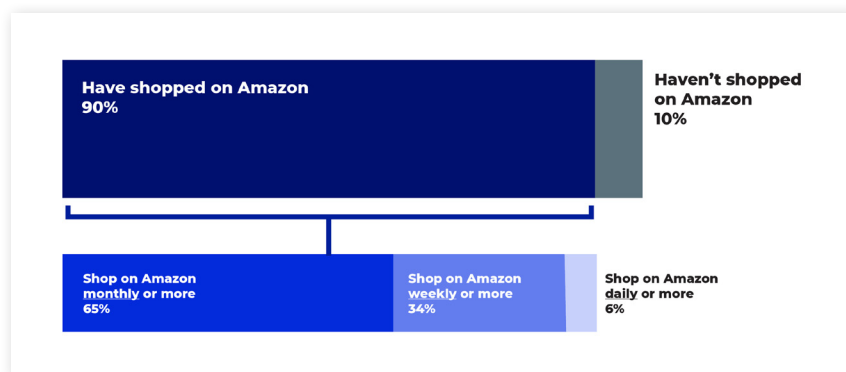 Have shopped on Amazon
90%
Haven’t shopped
on Amazon
10%
Shop on Amazon
monthly or more
65%
Shop on Amazon
weekly or more
34%
Shop on Amazon
daily or more
6%